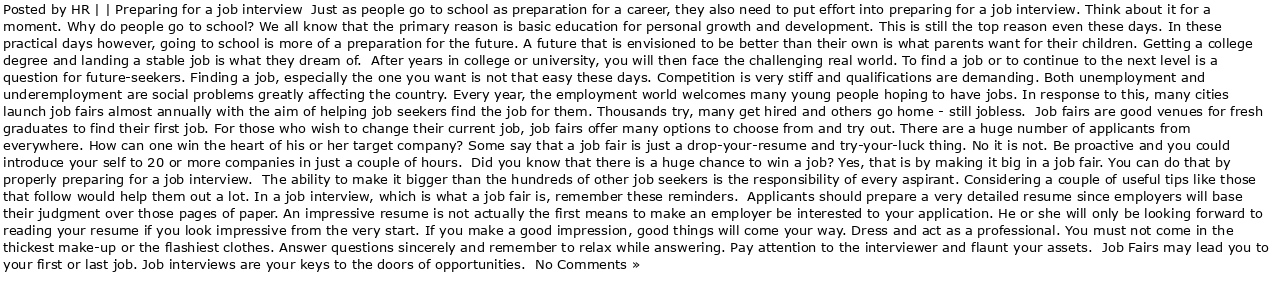 Posted by HR | | Preparing for a job interview  Just as people go to school as preparation for a career, they also need to put effort into preparing for a job interview. Think about it for a
moment. Why do people go to school? We all know that the primary reason is basic education for personal growth and development. This is still the top reason even these days. In these
practical days however, going to school is more of a preparation for the future. A future that is envisioned to be better than their own is what parents want for their children. Getting a college
degree and landing a stable job is what they dream of.  After years in college or university, you will then face the challenging real world. To find a job or to continue to the next level is a
question for future-seekers. Finding a job, especially the one you want is not that easy these days. Competition is very stiff and qualifications are demanding. Both unemployment and
underemployment are social problems greatly affecting the country. Every year, the employment world welcomes many young people hoping to have jobs. In response to this, many cities
launch job fairs almost annually with the aim of helping job seekers find the job for them. Thousands try, many get hired and others go home - still jobless.  Job fairs are good venues for fresh
graduates to find their first job. For those who wish to change their current job, job fairs offer many options to choose from and try out. There are a huge number of applicants from
everywhere. How can one win the heart of his or her target company? Some say that a job fair is just a drop-your-resume and try-your-luck thing. No it is not. Be proactive and you could
introduce your self to 20 or more companies in just a couple of hours.  Did you know that there is a huge chance to win a job? Yes, that is by making it big in a job fair. You can do that by
properly preparing for a job interview.  The ability to make it bigger than the hundreds of other job seekers is the responsibility of every aspirant. Considering a couple of useful tips like those
that follow would help them out a lot. In a job interview, which is what a job fair is, remember these reminders.  Applicants should prepare a very detailed resume since employers will base
their judgment over those pages of paper. An impressive resume is not actually the first means to make an employer be interested to your application. He or she will only be looking forward to
reading your resume if you look impressive from the very start. If you make a good impression, good things will come your way. Dress and act as a professional. You must not come in the
thickest make-up or the flashiest clothes. Answer questions sincerely and remember to relax while answering. Pay attention to the interviewer and flaunt your assets.  Job Fairs may lead you to
your first or last job. Job interviews are your keys to the doors of opportunities.  No Comments »